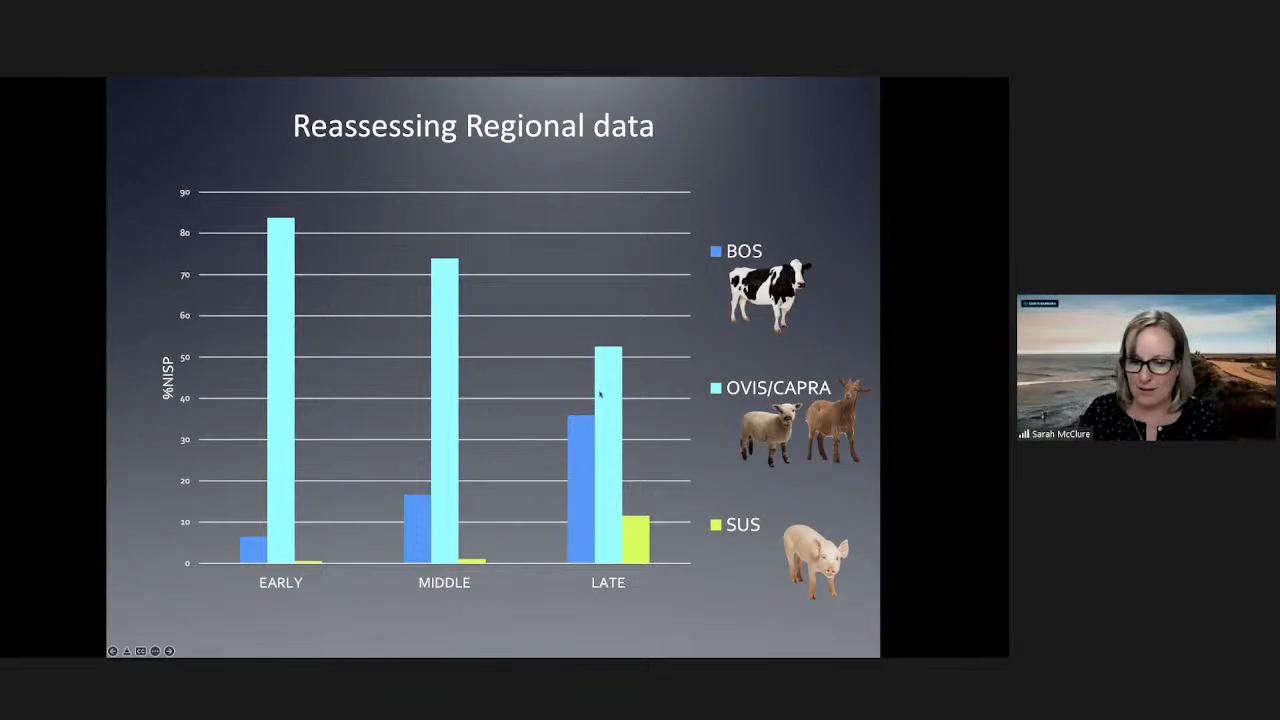 Reassessing Regional data
90
80
70
60
50
40
30
20
10
0
%NISP
EARLY
MIDDLE
LATE
BOS
OVIS/CAPRA
SUS
Sarah McClure